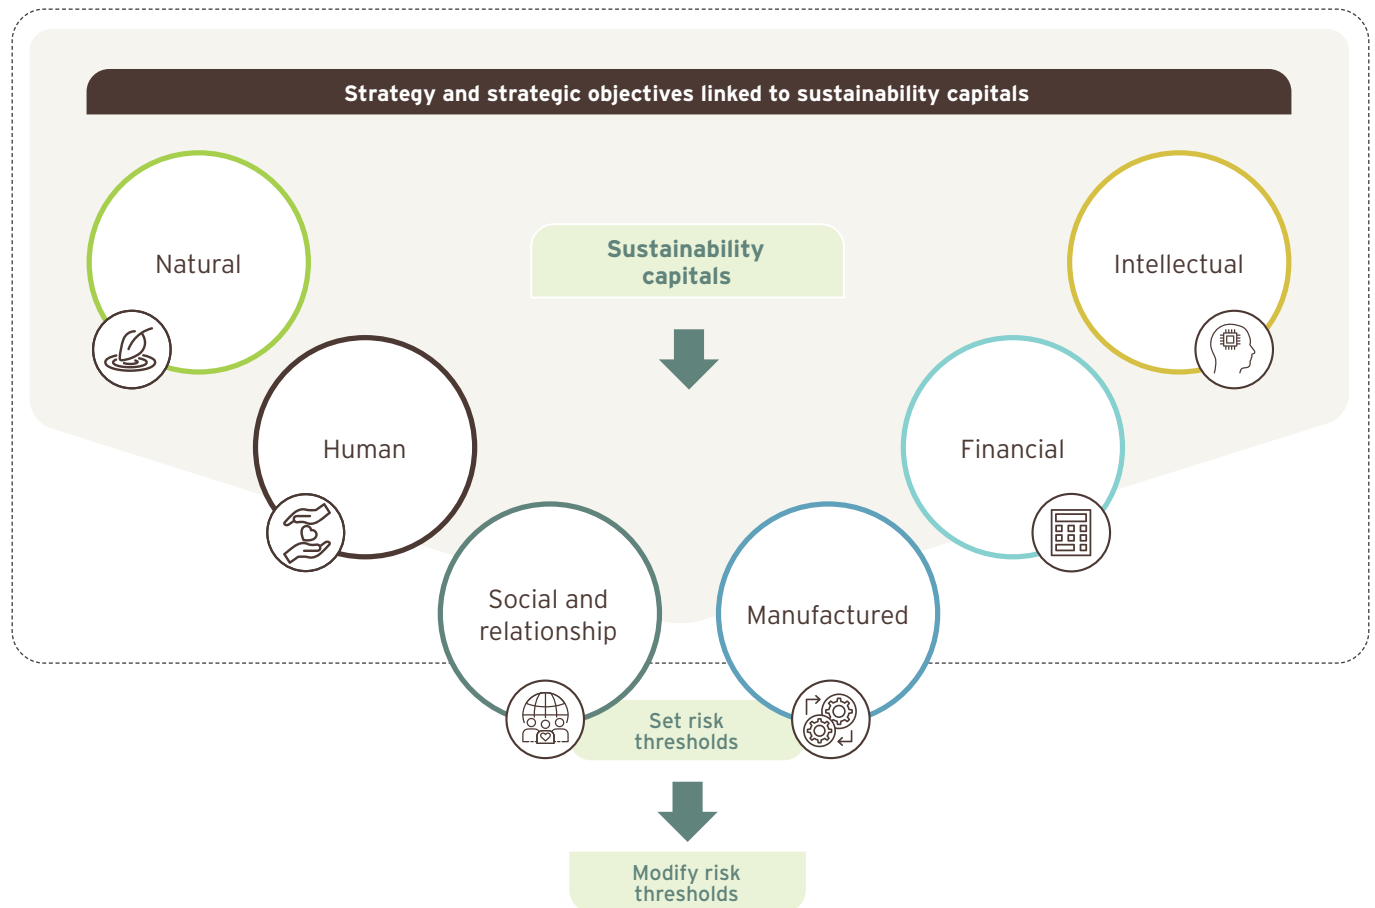 Strategy and strategic objectives linked to sustainability capitals
Natural
Sustainability
capitals
Intellectual
Human
Financial
Social and
relationship
Manufactured
Set risk
thresholds
Modify risk
thresholds